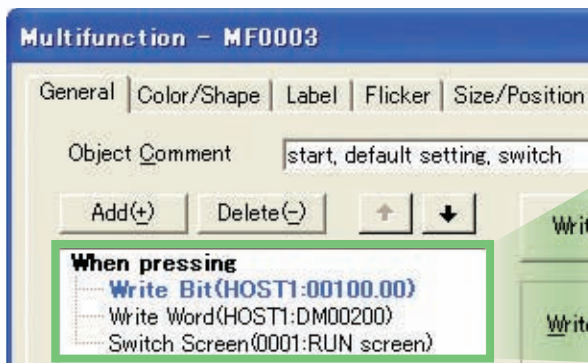 Multifunction - MF0003
General Color/Shape Label Flicker Size/Position
Object Comment start, default setting, switch
Add(+) Delete(-)
When pressing
Write Bit(HOST1:00100.00)
Write Word(HOST1:DM00200)
Switch Screen(0001:RUN screen)